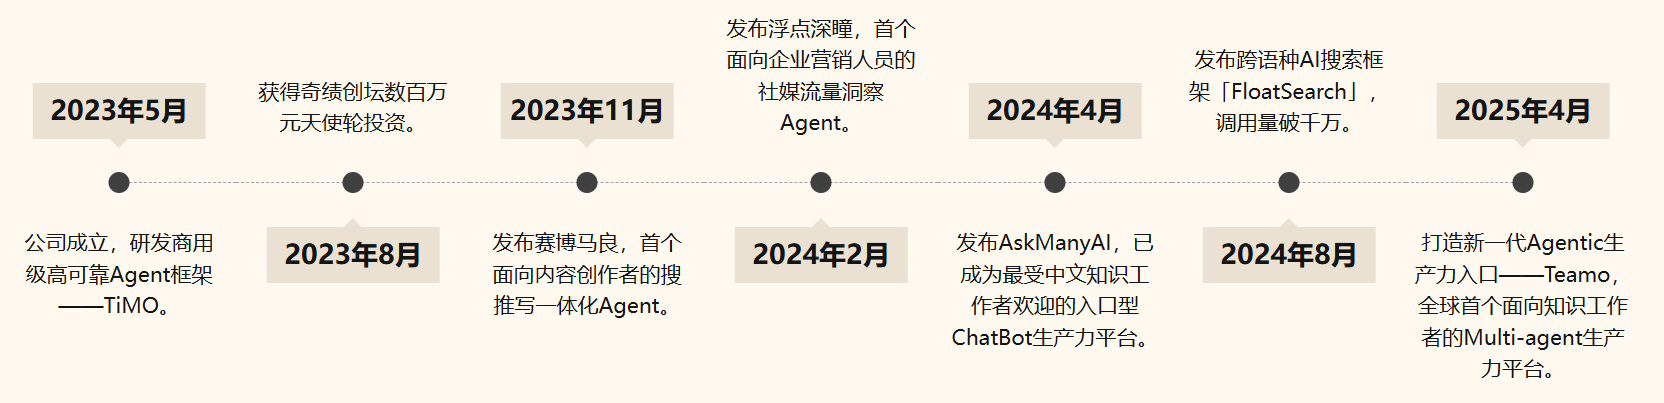 2023年5月
公司成立，研发商用
级高可靠Agent框架
——TiMO。
获得奇绩创坛数百万
元天使轮投资。
2023年8月
2023年11月
发布赛博马良，首个
面向内容创作者的搜
推写一体化Agent。
发布浮点深瞳，首个
面向企业营销人员的
社媒流量洞察
Agent。
2024年2月
2024年4月
发布AskManyAI，已
成为最受中文知识工
作者欢迎的入口型
ChatBot生产力平台。
发布跨语种AI搜索框
架「FloatSearch」，
调用量破千万。
2024年8月
2025年4月
打造新一代Agentic生
产力入口——Teamo，
全球首个面向知识工作
者的Multi-agent生产
力平台。